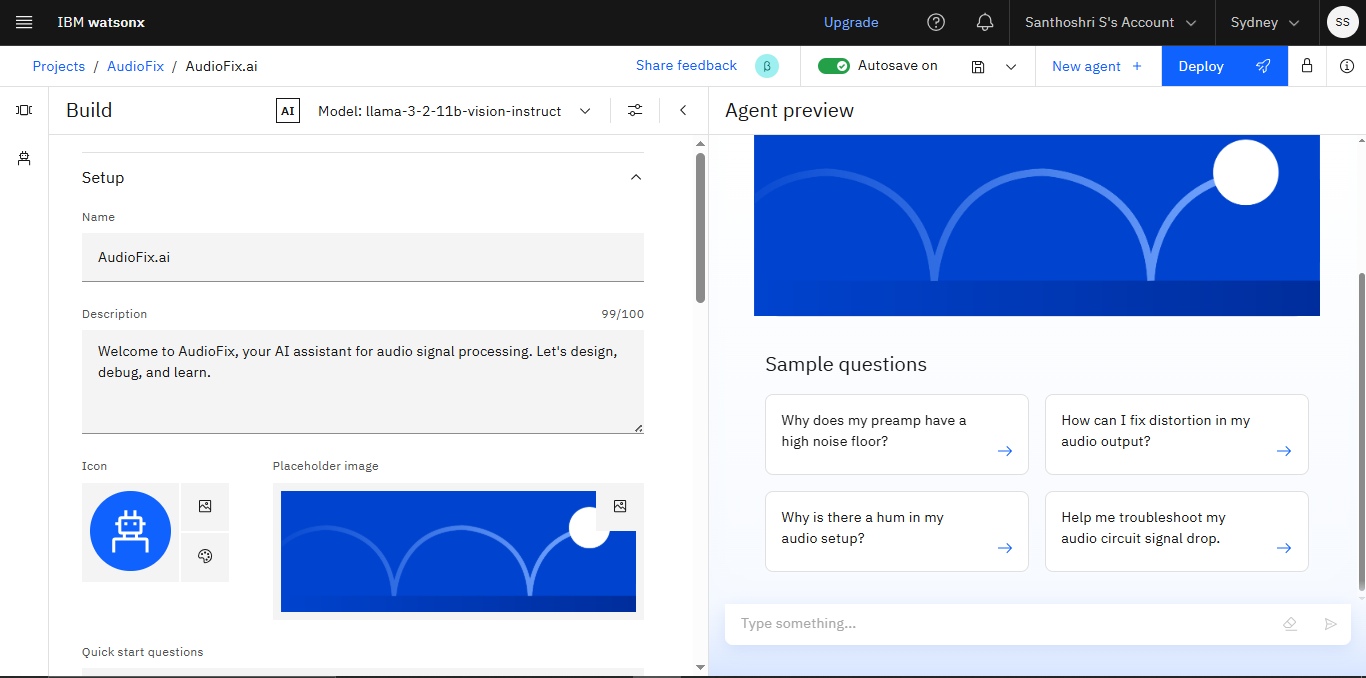 IBM watsonx
Upgrade
Santhoshri S's Account
Sydney
SS
Projects / AudioFix / AudioFix.ai
Share feedback
β
Autosave on
New agent +
Deploy
Build
AI
Model: llama-3-2-11b-vision-instruct
Agent preview
Setup
Name
AudioFix.ai
Description
99/100
Welcome to AudioFix, your AI assistant for audio signal processing. Let's design,
debug, and learn.
Icon
Placeholder image
Quick start questions
Sample questions
Why does my preamp have a
high noise floor?
How can I fix distortion in my
audio output?
Why is there a hum in my
audio setup?
Help me troubleshoot my
audio circuit signal drop.
Type something...